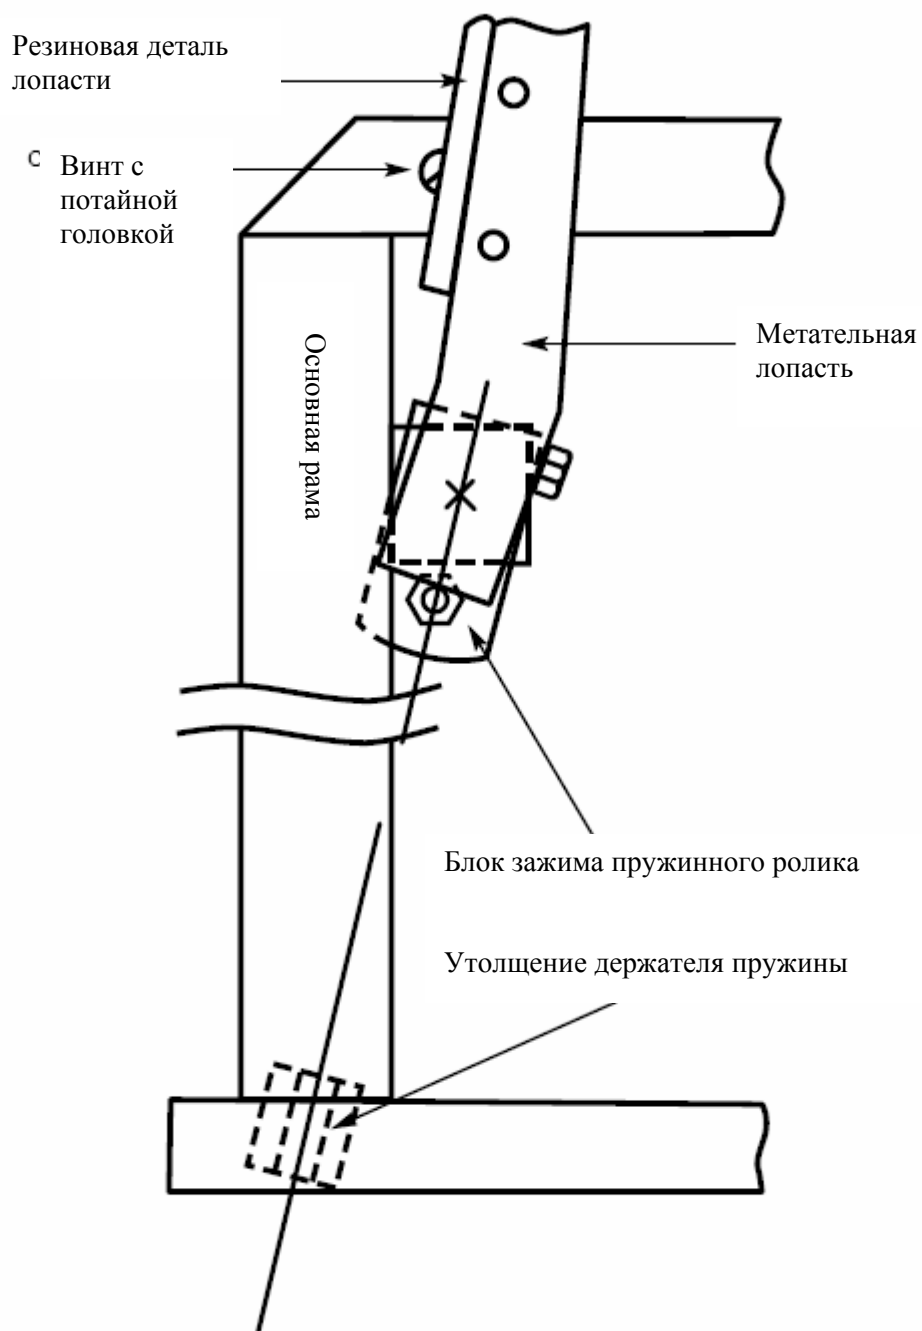 Резиновая деталь
лопасти
Винт с
потайной
головкой
Основная рама
Метательная
лопасть
Блок зажима пружинного ролика
Утолщение держателя пружины